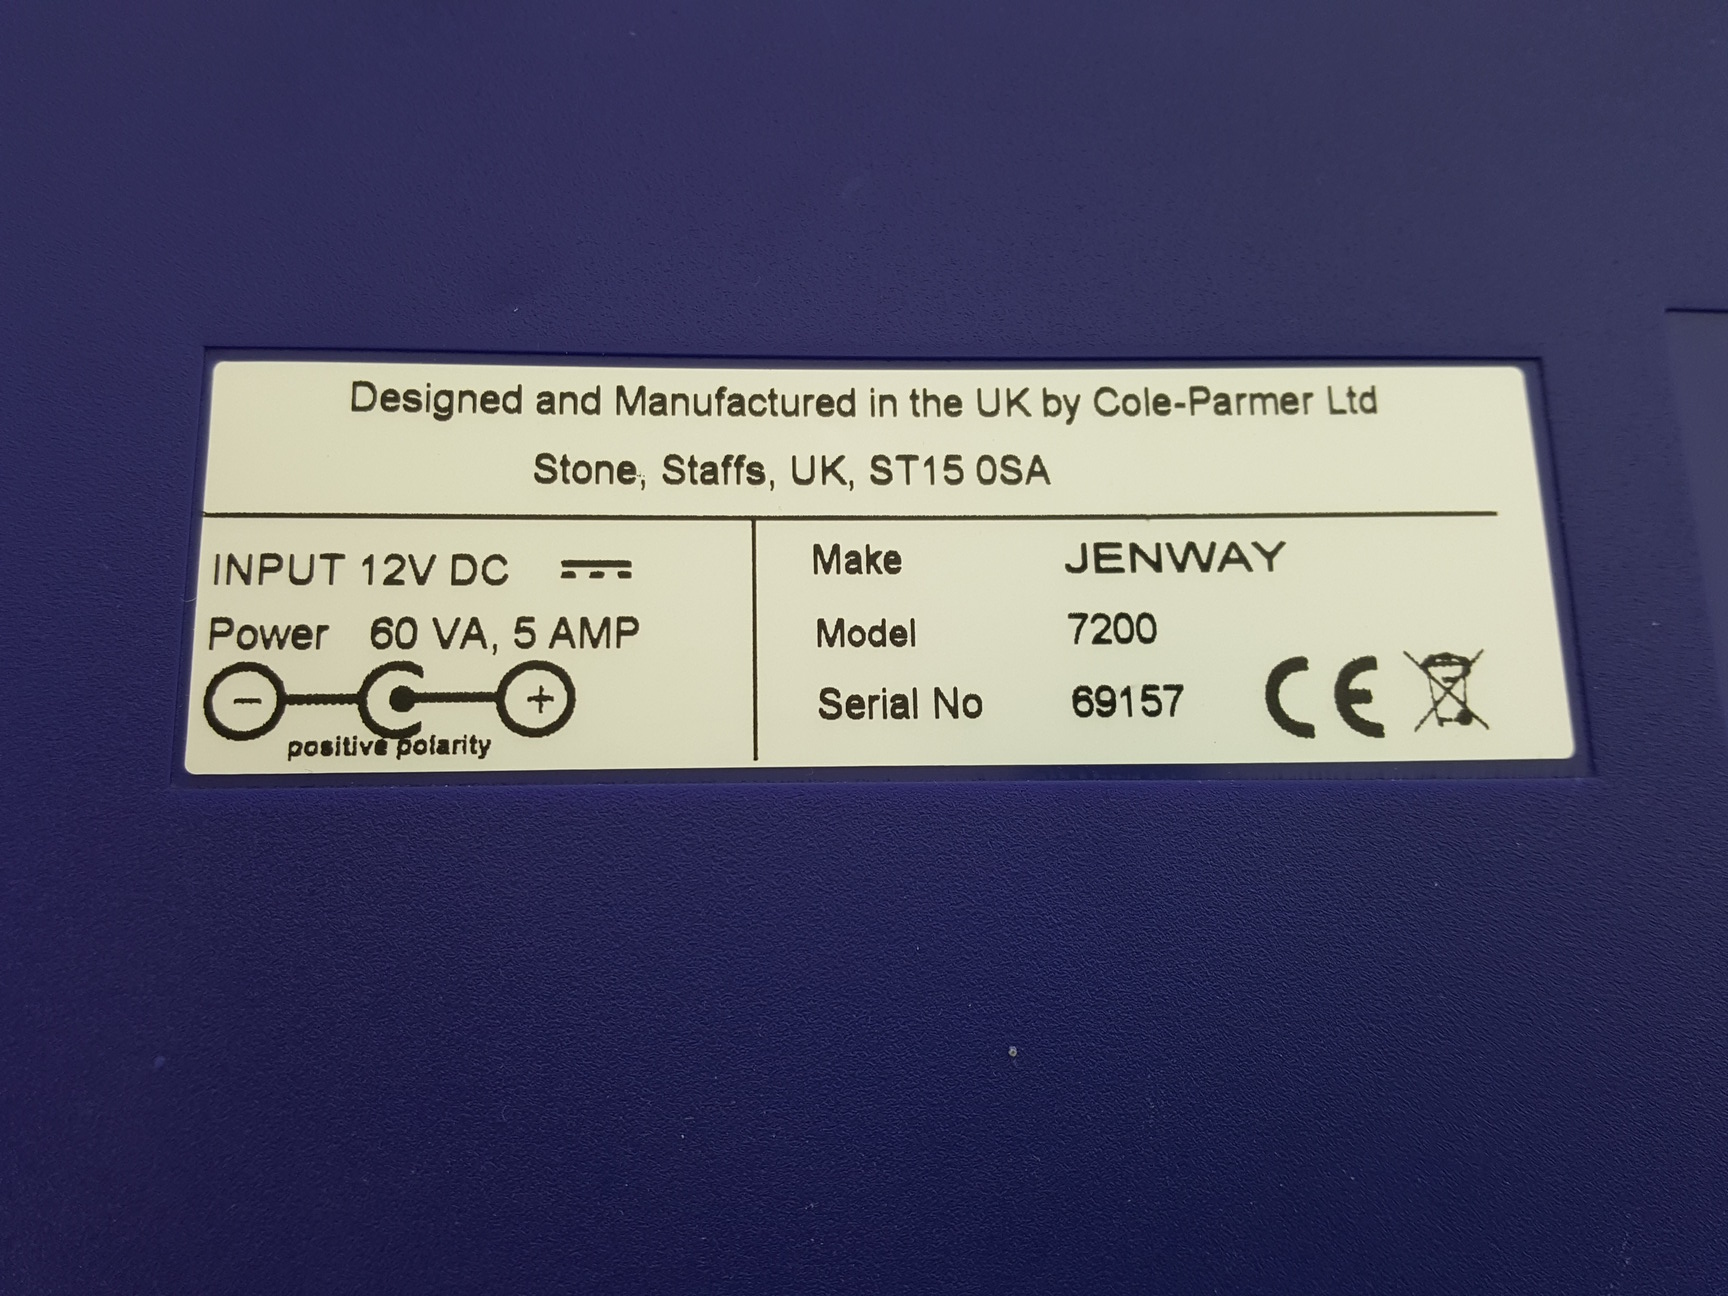 Designed and Manufactured in the UK by Cole-Parmer Ltd
Stone, Staffs, UK, ST15 0SA
INPUT 12V DC
Power 60 VA, 5 AMP
positive polarity
Make JENWAY
Model 7200
Serial No 69157
CE